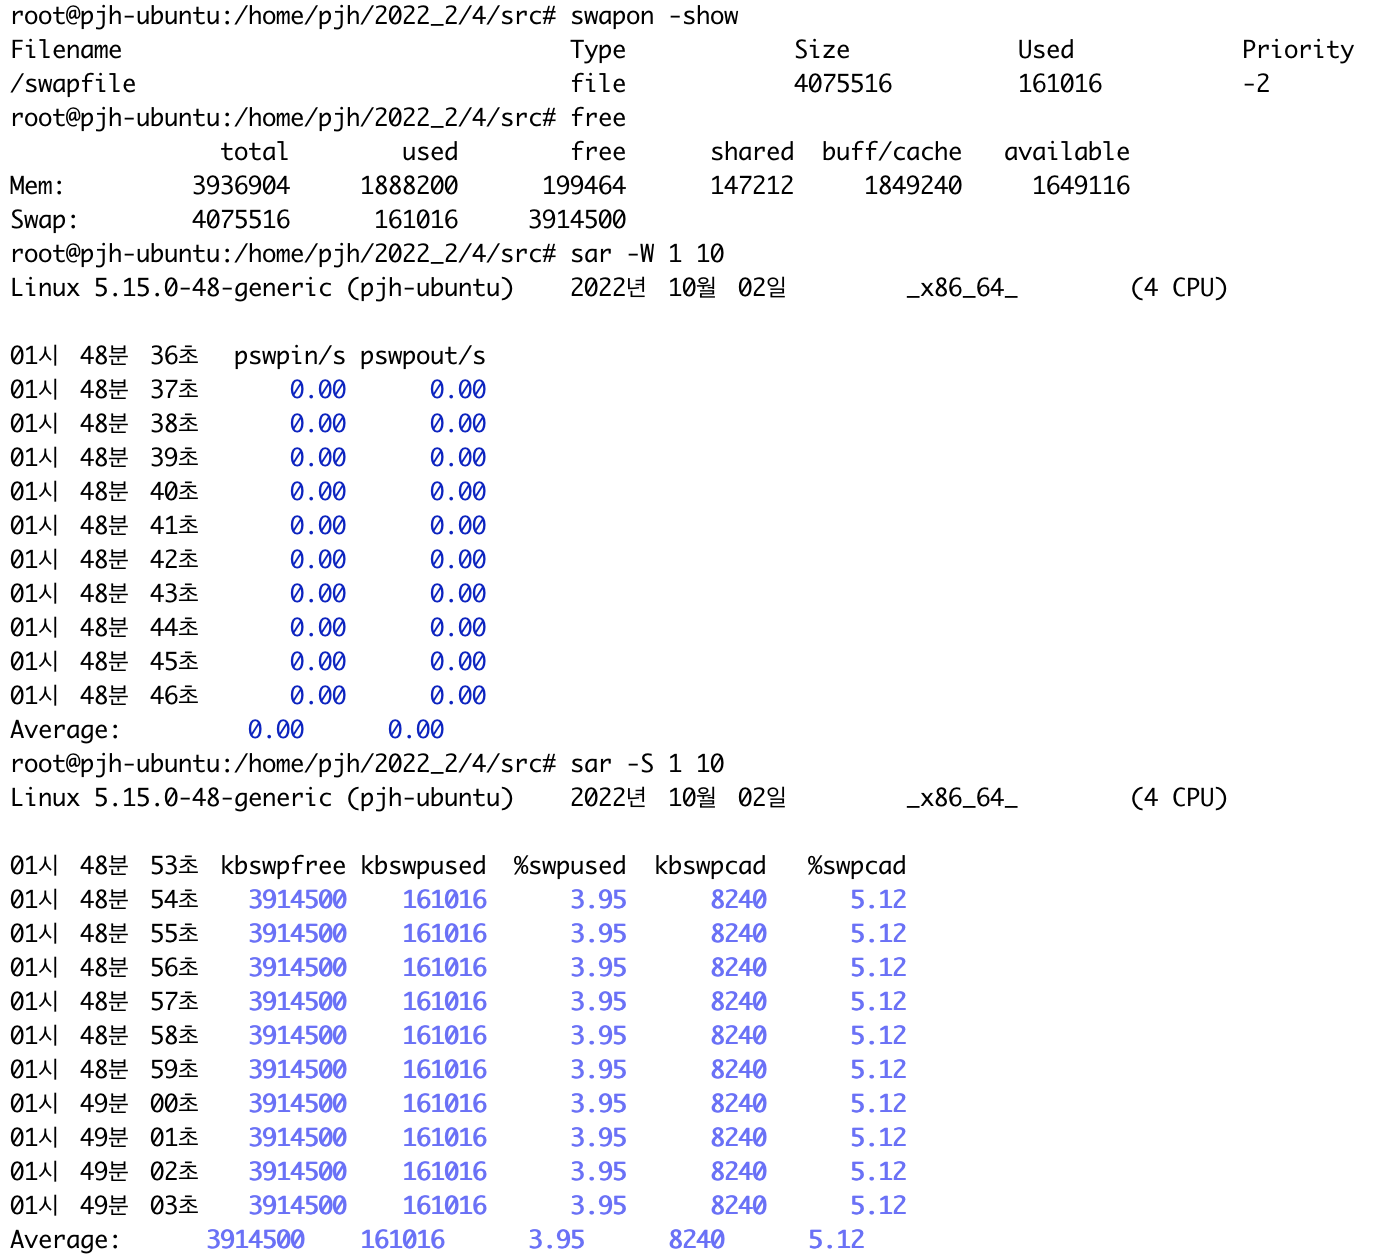 root@pjh-ubuntu:/home/pjh/2022_2/4/src# swapon -show
Filename Type Size Used Priority
/swapfile file 4075516 161016 -2
root@pjh-ubuntu:/home/pjh/2022_2/4/src# free
total used free shared buff/cache available
Mem: 3936904 1888200 199464 147212 1849240 1649116
Swap: 4075516 161016 3914500
root@pjh-ubuntu:/home/pjh/2022_2/4/src# sar -W 1 10
Linux 5.15.0-48-generic (pjh-ubuntu) 2022년 10월 02일 _x86_64_ (4 CPU)
01시 48분 36초 pswpin/s pswpout/s
01시 48분 37초 0.00 0.00
01시 48분 38초 0.00 0.00
01시 48분 39초 0.00 0.00
01시 48분 40초 0.00 0.00
01시 48분 41초 0.00 0.00
01시 48분 42초 0.00 0.00
01시 48분 43초 0.00 0.00
01시 48분 44초 0.00 0.00
01시 48분 45초 0.00 0.00
01시 48분 46초 0.00 0.00
Average: 0.00 0.00
root@pjh-ubuntu:/home/pjh/2022_2/4/src# sar -S 1 10
Linux 5.15.0-48-generic (pjh-ubuntu) 2022년 10월 02일 _x86_64_ (4 CPU)
01시 48분 53초 kbswpfree kbswpused %swpused kbswpcad %swpcad
01시 48분 54초 3914500 161016 3.95 8240 5.12
01시 48분 55초 3914500 161016 3.95 8240 5.12
01시 48분 56초 3914500 161016 3.95 8240 5.12
01시 48분 57초 3914500 161016 3.95 8240 5.12
01시 48분 58초 3914500 161016 3.95 8240 5.12
01시 48분 59초 3914500 161016 3.95 8240 5.12
01시 49분 00초 3914500 161016 3.95 8240 5.12
01시 49분 01초 3914500 161016 3.95 8240 5.12
01시 49분 02초 3914500 161016 3.95 8240 5.12
01시 49분 03초 3914500 161016 3.95 8240 5.12
Average: 3914500 161016 3.95 8240 5.12